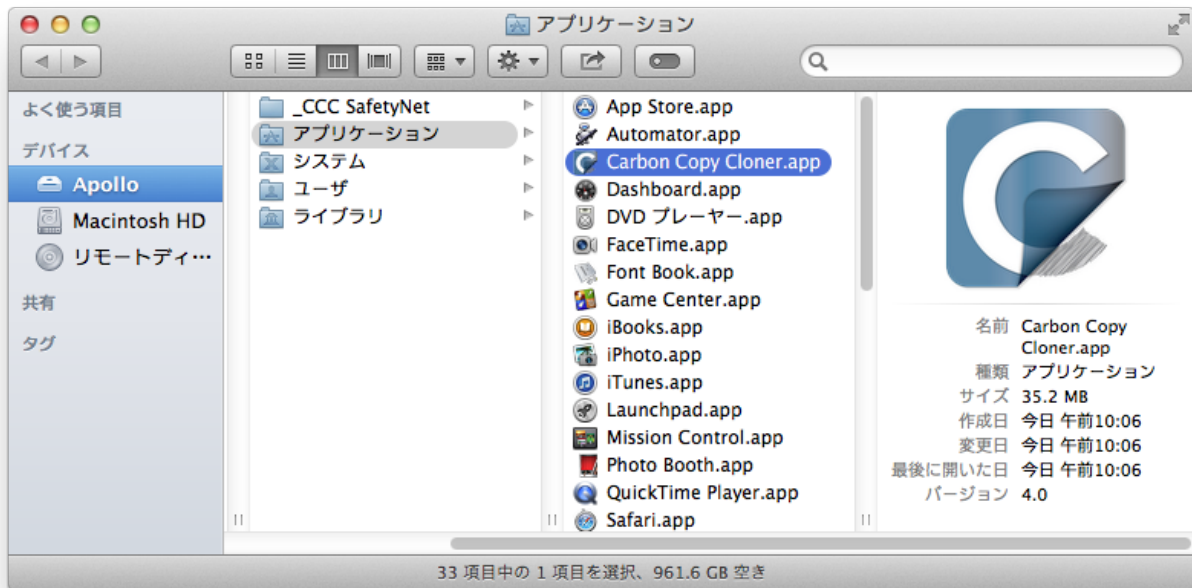 アプリケーション
よく使う項目
デバイス
Apollo
Macintosh HD
リモートディ…
共有
タグ
_CCC SafetyNet
アプリケーション
システム
ユーザ
ライブラリ
App Store.app
Automator.app
Carbon Copy Cloner.app
Dashboard.app
DVD プレーヤー.app
FaceTime.app
Font Book.app
Game Center.app
iBooks.app
iPhoto.app
iTunes.app
Launchpad.app
Mission Control.app
Photo Booth.app
QuickTime Player.app
Safari.app
名前 Carbon Copy
Cloner.app
種類 アプリケーション
サイズ 35.2 MB
作成日 今日 午前10:06
変更日 今日 午前10:06
最後に開いた日 今日 午前10:06
バージョン 4.0
33 項目中の 1 項目を選択、961.6 GB 空き